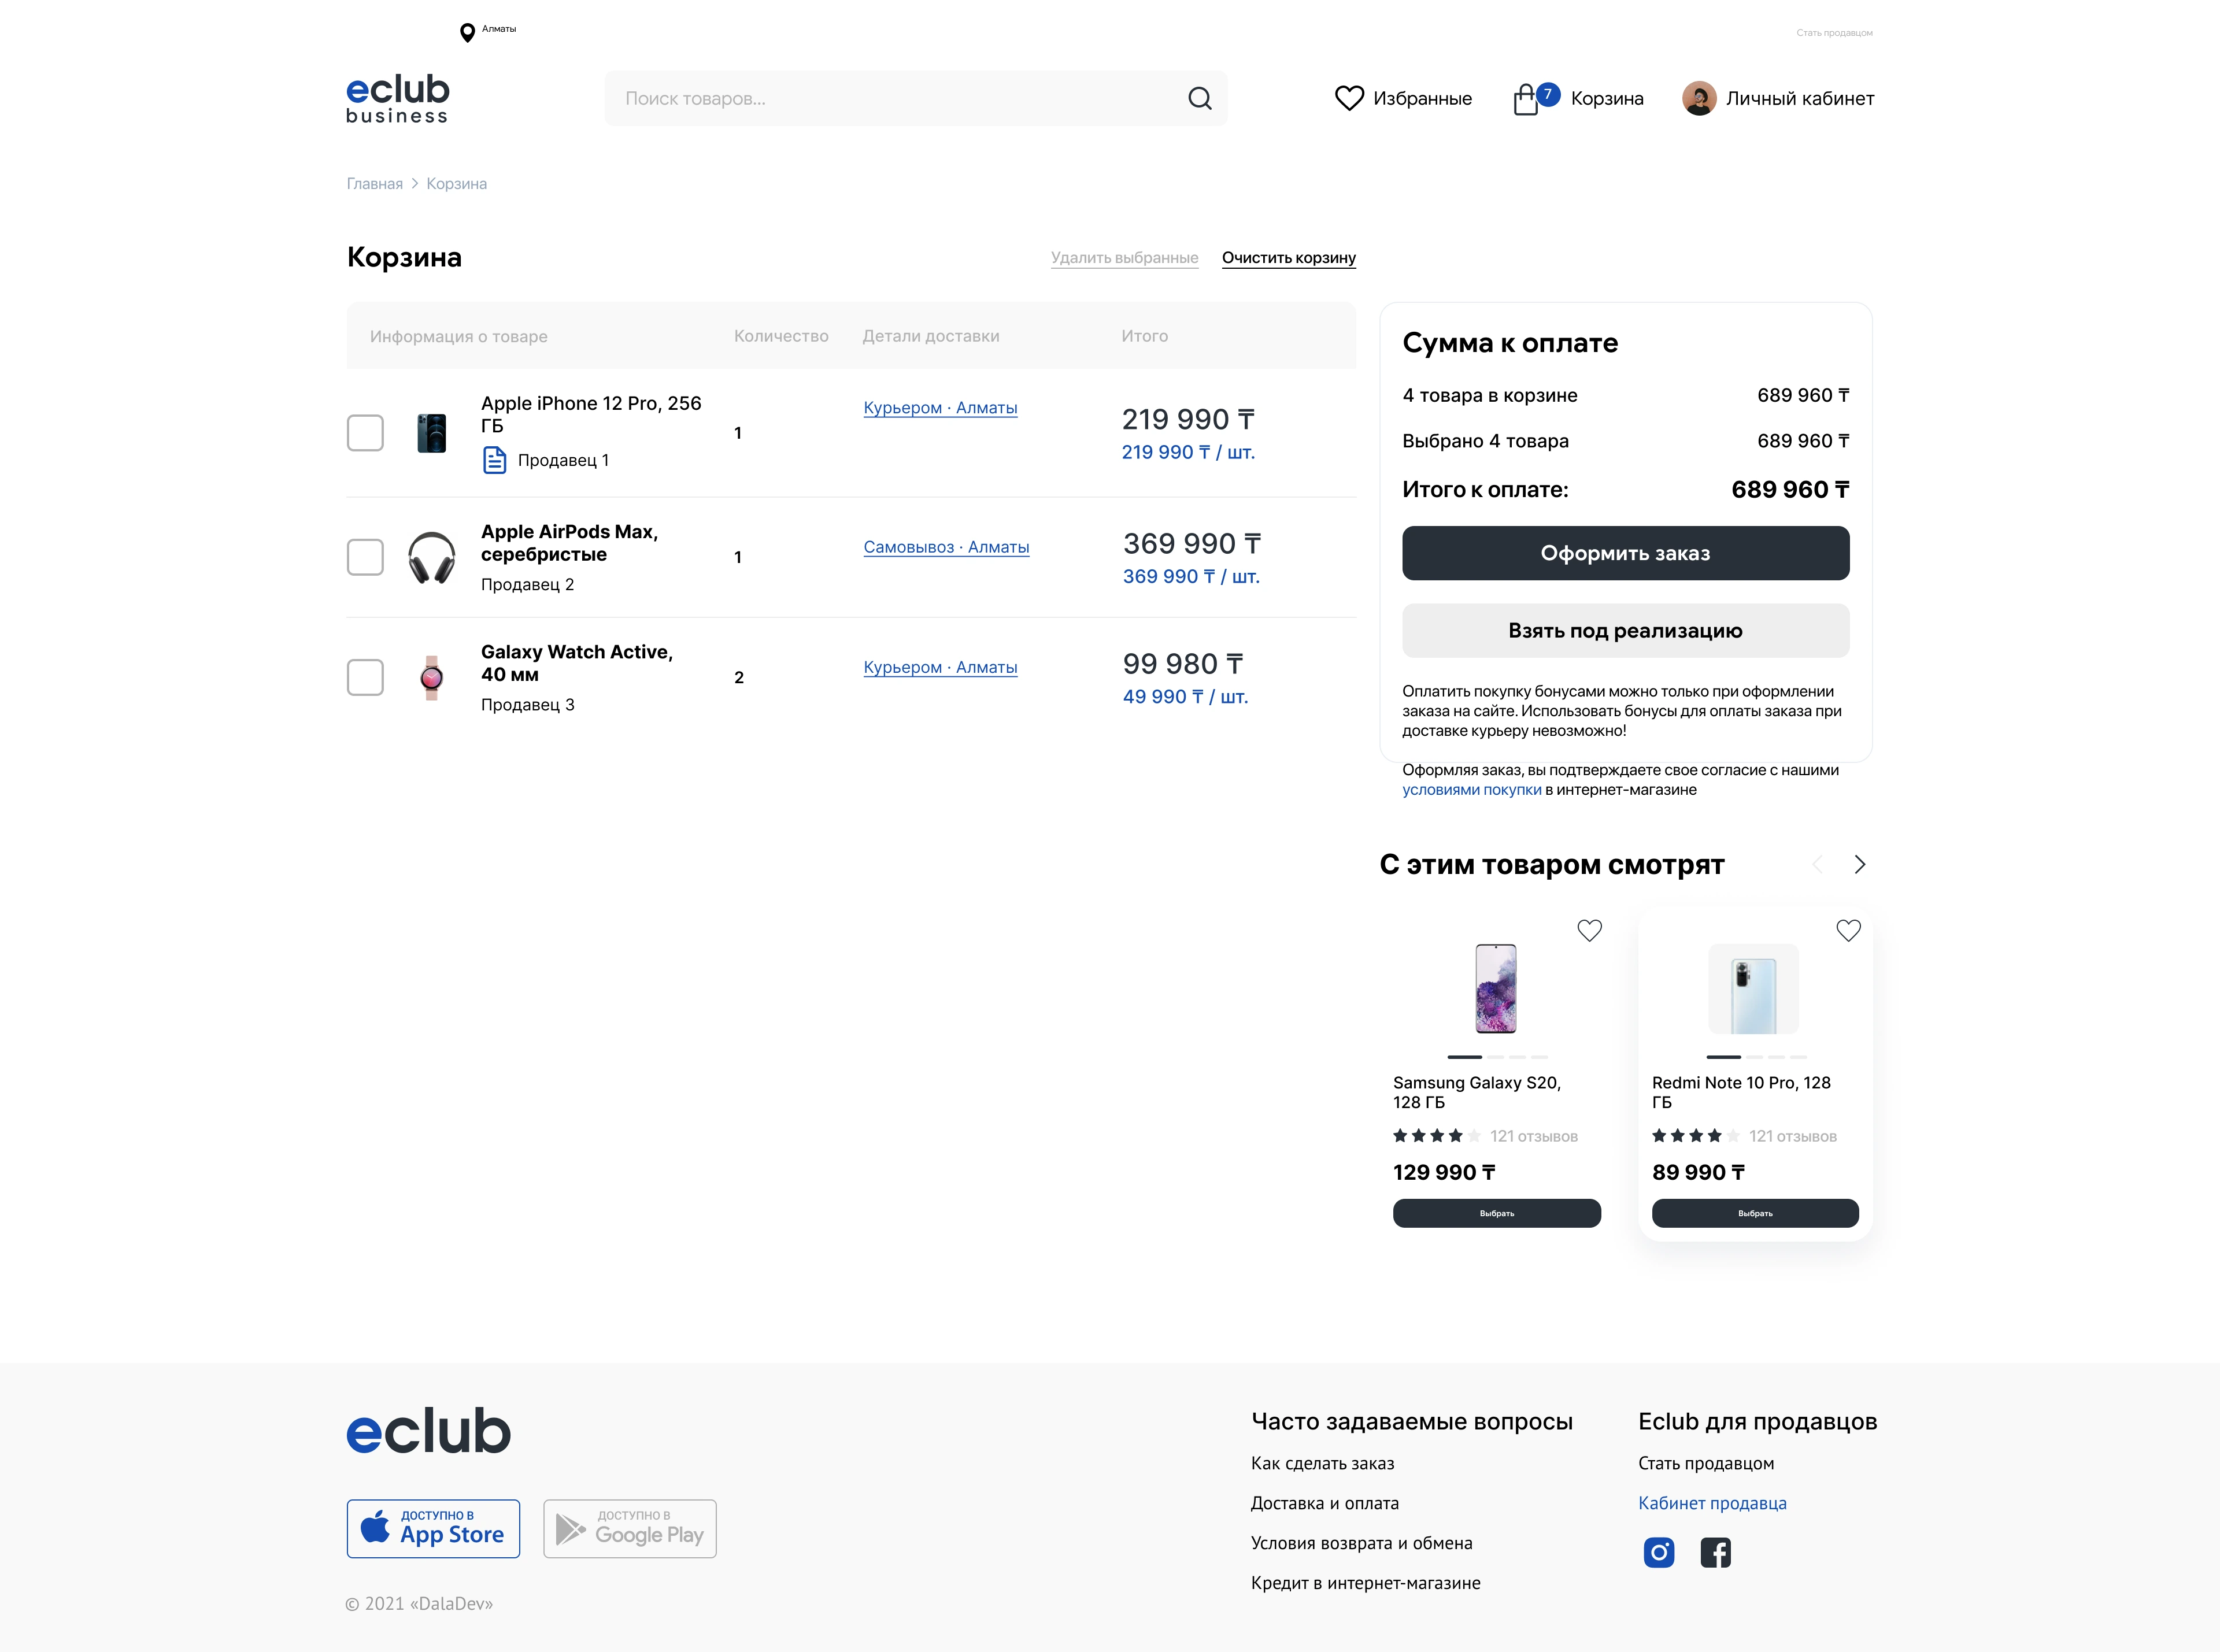 Алматы
Стать продавцом
eclub
business
Поиск товаров...
Избранные
7
Корзина
Личный кабинет
Главная > Корзина
Корзина
Удалить выбранные
Очистить корзину
Информация о товаре
Количество
Детали доставки
Итого
Apple iPhone 12 Pro, 256
ГБ
Продавец 1
1
Курьером · Алматы
219 990 ₸
219 990 ₸ / шт.
Apple AirPods Max,
серебристые
Продавец 2
1
Самовывоз · Алматы
369 990 ₸
369 990 ₸ / шт.
Galaxy Watch Active,
40 мм
Продавец 3
2
Курьером · Алматы
99 980 ₸
49 990 ₸ / шт.
Сумма к оплате
4 товара в корзине
689 960 ₸
Выбрано 4 товара
689 960 ₸
Итого к оплате:
689 960 ₸
Оформить заказ
Взять под реализацию
Оплатить покупку бонусами можно только при оформлении
заказа на сайте. Использовать бонусы для оплаты заказа при
доставке курьеру невозможно!
Оформляя заказ, вы подтверждаете свое согласие с нашими
условиями покупки в интернет-магазине
С этим товаром смотрят
Samsung Galaxy S20,
128 ГБ
121 отзывов
129 990 ₸
Выбрать
Redmi Note 10 Pro, 128
ГБ
121 отзывов
89 990 ₸
Выбрать
eclub
ДОСТУПНО В
App Store
ДОСТУПНО В
Google Play
© 2021 «DalaDev»
Часто задаваемые вопросы
Как сделать заказ
Доставка и оплата
Условия возврата и обмена
Кредит в интернет-магазине
Eclub для продавцов
Стать продавцом
Кабинет продавца